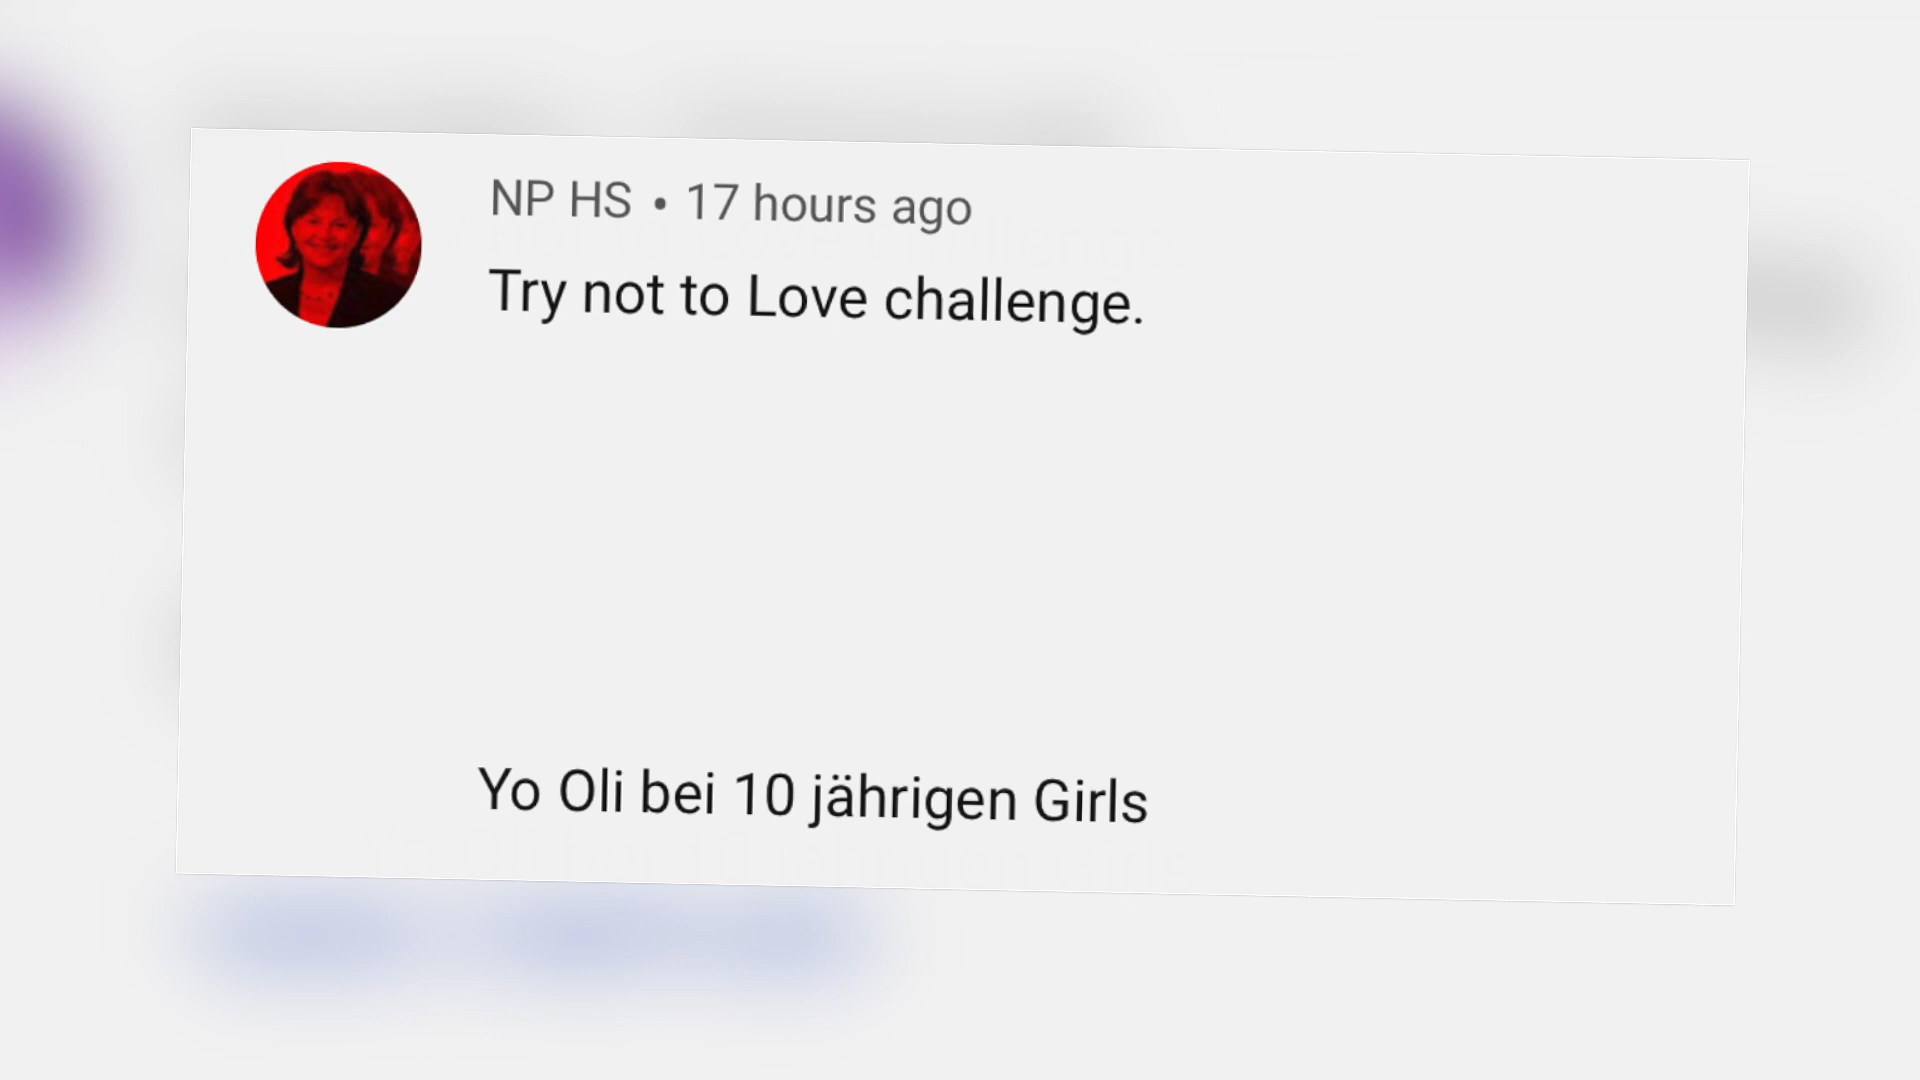 NP HS • 17 hours ago
Try not to Love challenge.
Yo Oli bei 10 jährigen Girls